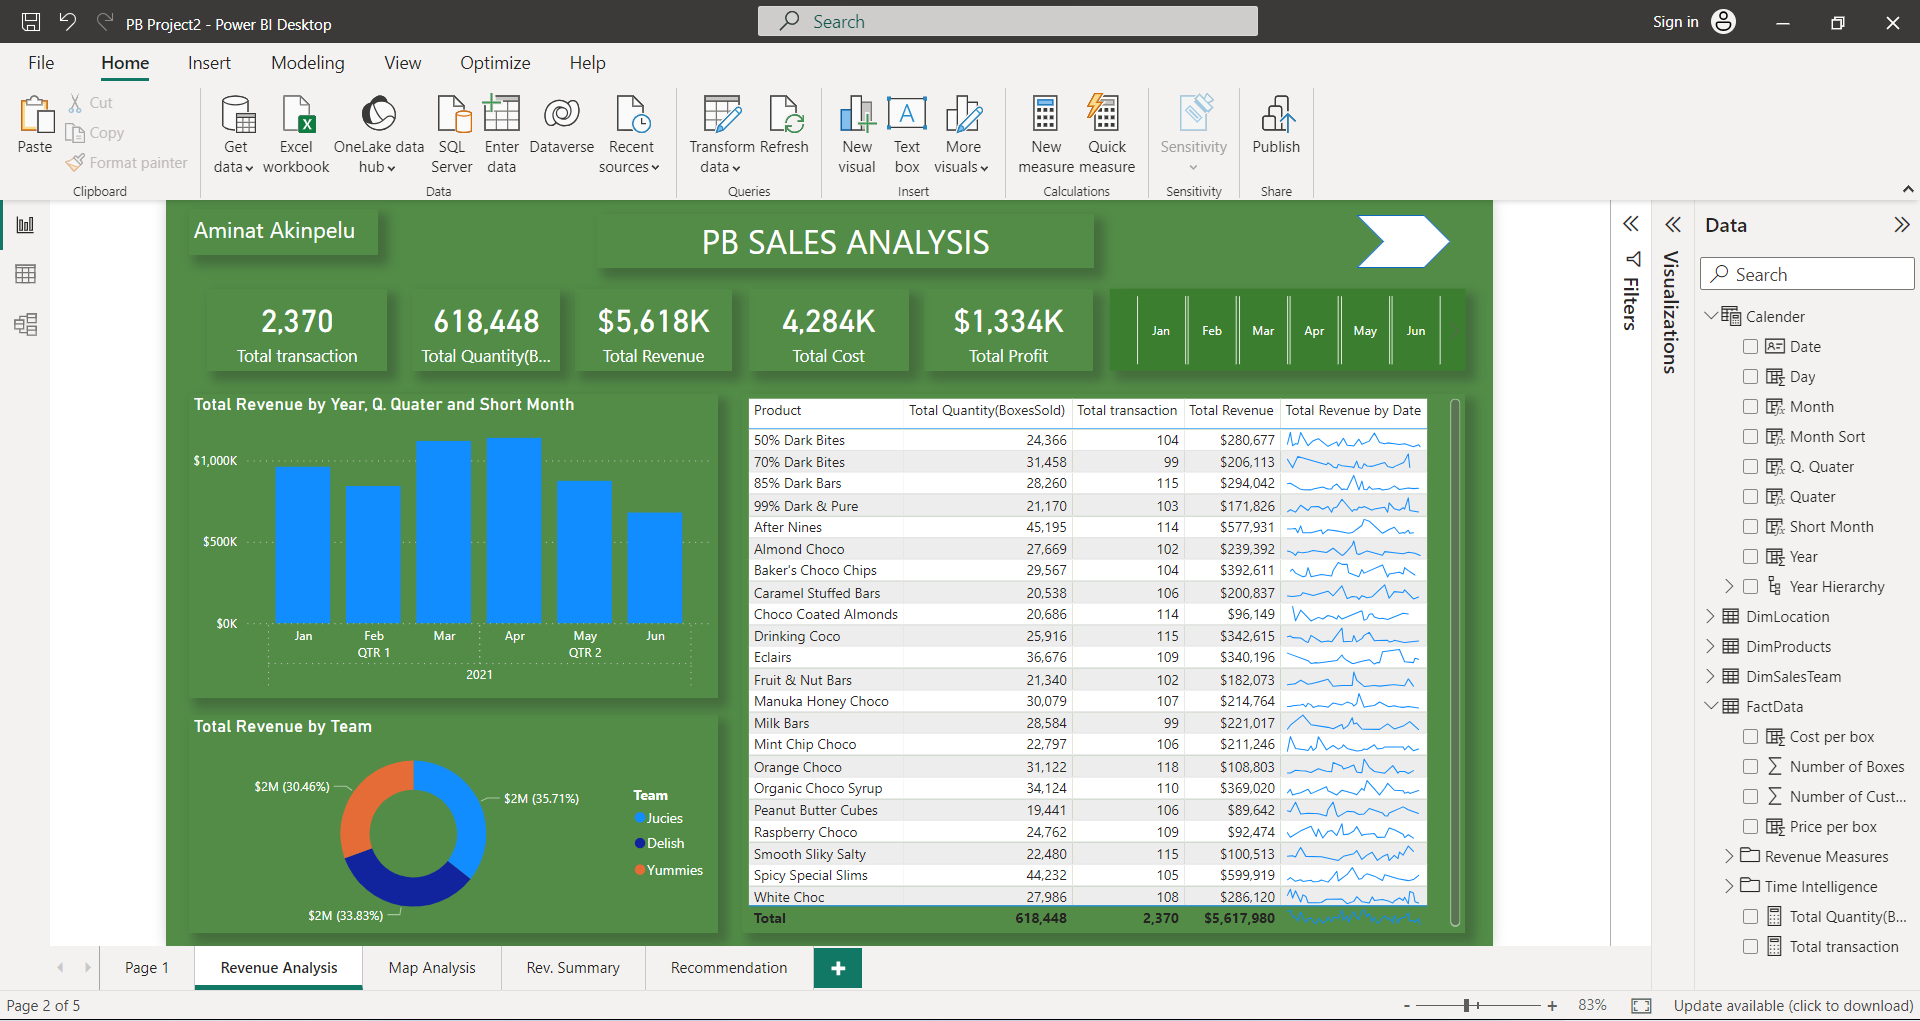 PB Project2 - Power BI Desktop
Search
Sign in
File Home Insert Modeling View Optimize Help
Paste
Cut
Copy
Format painter
Clipboard
Get data
Excel workbook
OneLake data hub
SQL Server
Enter data
Dataverse
Recent sources
Data
Transform data
Refresh
Queries
New visual
Text box
More visuals
Insert
New measure
Quick measure
Calculations
Sensitivity
Sensitivity
Publish
Share
Aminat Akinpelu
PB SALES ANALYSIS
2,370
Total transaction
618,448
Total Quantity(B...
$5,618K
Total Revenue
4,284K
Total Cost
$1,334K
Total Profit
Jan Feb Mar Apr May Jun
Total Revenue by Year, Q. Quater and Short Month
$1,000K
$500K
$0K
Jan Feb Mar Apr May Jun
QTR 1 QTR 2
2021
Total Revenue by Team
$2M (30.46%)
$2M (35.71%)
$2M (33.83%)
Team
Jucies
Delish
Yummies
Product Total Quantity(BoxesSold) Total transaction Total Revenue Total Revenue by Date
50% Dark Bites 24,366 104 $280,677
70% Dark Bites 31,458 99 $206,113
85% Dark Bars 28,260 115 $294,042
99% Dark & Pure 21,170 103 $171,826
After Nines 45,195 114 $577,931
Almond Choco 27,669 102 $239,392
Baker's Choco Chips 29,567 104 $392,611
Caramel Stuffed Bars 20,538 106 $200,837
Choco Coated Almonds 20,686 114 $96,149
Drinking Coco 25,916 115 $342,615
Eclairs 36,676 109 $340,196
Fruit & Nut Bars 21,340 102 $182,073
Manuka Honey Choco 30,079 107 $214,764
Milk Bars 28,584 99 $221,017
Mint Chip Choco 22,797 106 $211,246
Orange Choco 31,122 118 $108,803
Organic Choco Syrup 34,124 110 $369,020
Peanut Butter Cubes 19,441 106 $89,642
Raspberry Choco 24,762 109 $92,474
Smooth Sliky Salty 22,480 115 $100,513
Spicy Special Slims 44,232 105 $599,919
White Choc 27,986 108 $286,120
Total 618,448 2,370 $5,617,980
Filters
Visualizations
Data
Search
Calender
Date
Day
Month
Month Sort
Q. Quater
Quater
Short Month
Year
Year Hierarchy
DimLocation
DimProducts
DimSalesTeam
FactData
Cost per box
Number of Boxes
Number of Cust...
Price per box
Revenue Measures
Time Intelligence
Total Quantity(B...
Total transaction
Page 1 Revenue Analysis Map Analysis Rev. Summary Recommendation
Page 2 of 5
- + 83%
Update available (click to download)